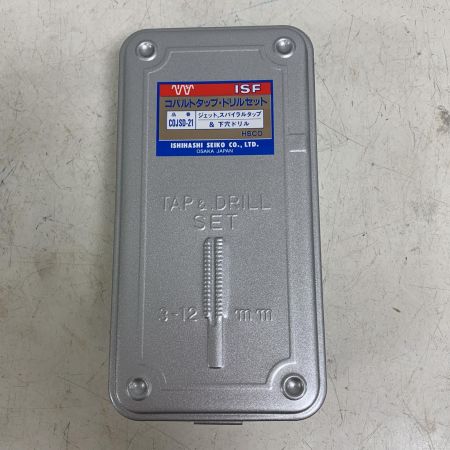 ISF
コバルトタップ・ドリルセット
品番 COJSD-21 ジェット、スパイラルタップ
& 下穴ドリル
HSCO
ISHIHASHI SEIKO CO., LTD.
OSAKA JAPAN
TAP & DRILL
SET
3-12 mm